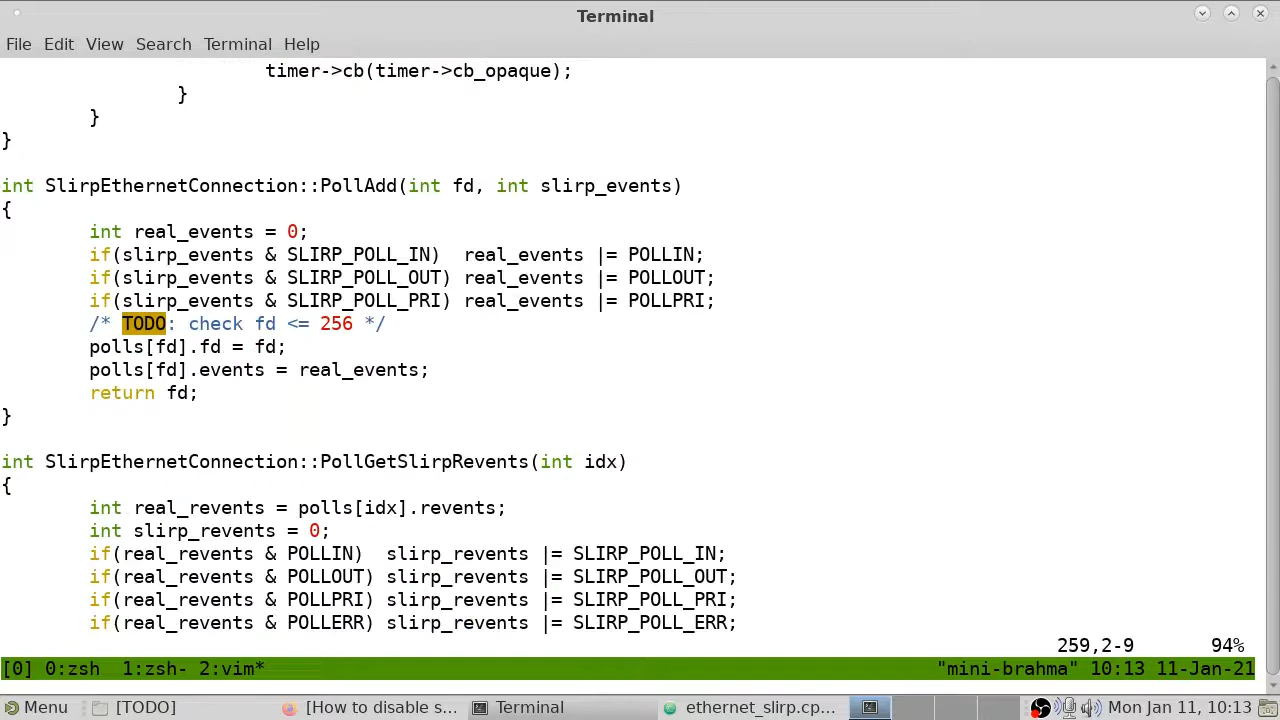 Terminal
File Edit View Search Terminal Help
timer->cb(timer->cb_opaque);
}
}
}
int SlirpEthernetConnection::PollAdd(int fd, int slirp_events)
{
int real_events = 0;
if(slirp_events & SLIRP_POLL_IN)  real_events |= POLLIN;
if(slirp_events & SLIRP_POLL_OUT) real_events |= POLLOUT;
if(slirp_events & SLIRP_POLL_PRI) real_events |= POLLPRI;
/* TODO: check fd <= 256 */
polls[fd].fd = fd;
polls[fd].events = real_events;
return fd;
}
int SlirpEthernetConnection::PollGetSlirpRevents(int idx)
{
int real_revents = polls[idx].revents;
int slirp_revents = 0;
if(real_revents & POLLIN)  slirp_revents |= SLIRP_POLL_IN;
if(real_revents & POLLOUT) slirp_revents |= SLIRP_POLL_OUT;
if(real_revents & POLLPRI) slirp_revents |= SLIRP_POLL_PRI;
if(real_revents & POLLERR) slirp_revents |= SLIRP_POLL_ERR;
259,2-9 94%
[0] 0:zsh  1:zsh- 2:vim* "mini-brahma" 10:13 11-Jan-21
Menu [TODO] [How to disable s... Terminal ethernet_slirp.cp... Mon Jan 11, 10:13